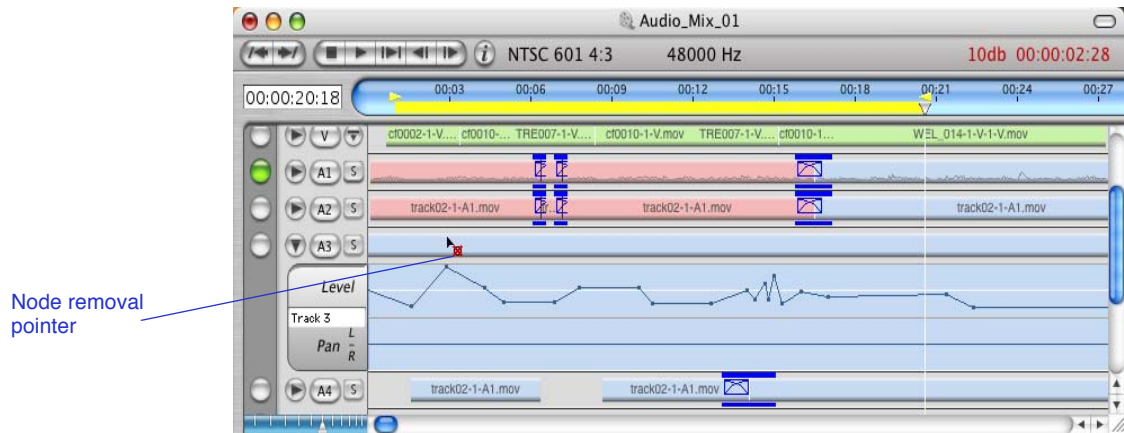 Audio_Mix_01
NTSC 601 4:3 48000 Hz 10db 00:00:02:28
00:00:20:18 00:03 00:06 00:09 00:12 00:15 00:18 00:21 00:24 00:27
V cf0002-1-V.... cf0010-... TRE007-1-V.... cf0010-1-V.mov TRE007-1-V.... cf0010-1... WEL_014-1-V-1-V.mov
A1 S
A2 S track02-1-A1.mov track02-1-A1.mov track02-1-A1.mov
A3 S
Level
Node removal
pointer
Track 3
Pan L - R
A4 S track02-1-A1.mov track02-1-A1.mov